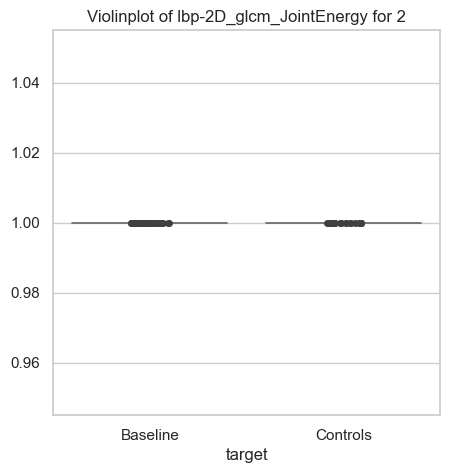 Violinplot of lbp-2D_glcm_JointEnergy for 2
1.04
1.02
1.00
0.98
0.96
Baseline Controls
target